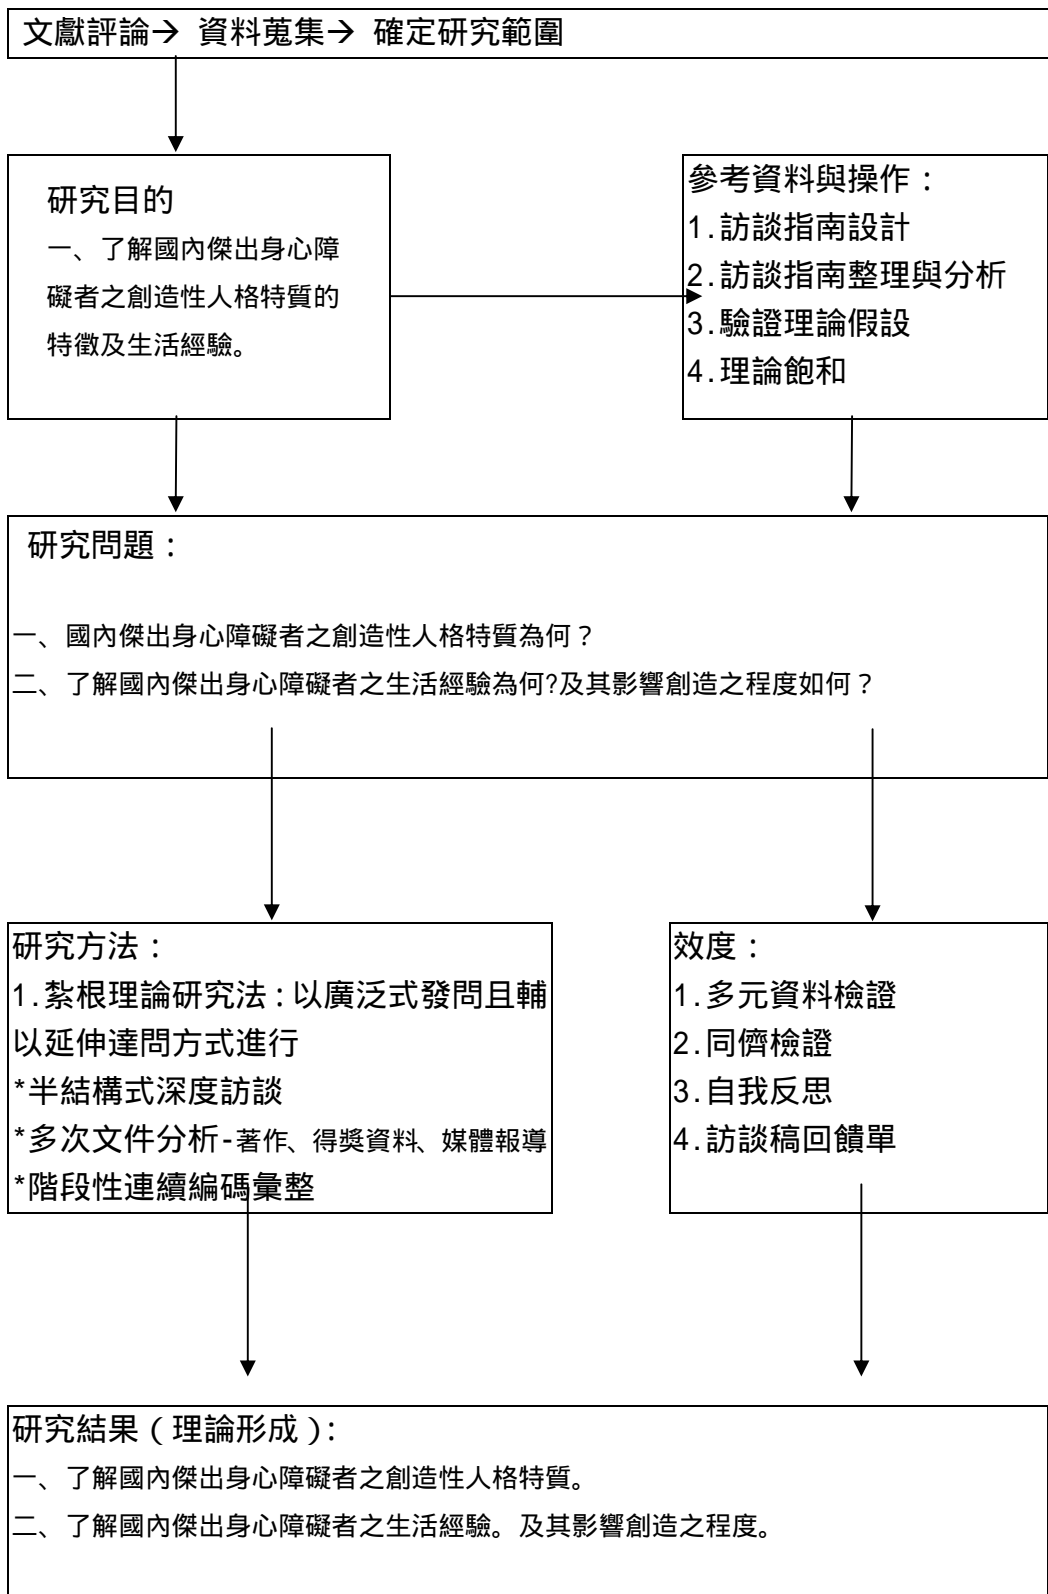 文獻評論→ 資料蒐集→ 確定研究範圍
研究目的
一、了解國內傑出身心障
礙者之創造性人格特質的
特徵及生活經驗。
參考資料與操作：
1.訪談指南設計
2.訪談指南整理與分析
3.驗證理論假設
4.理論飽和
研究問題：
一、國內傑出身心障礙者之創造性人格特質為何？
二、了解國內傑出身心障礙者之生活經驗為何?及其影響創造之程度如何？
研究方法：
1.紮根理論研究法：以廣泛式發問且輔
以延伸達問方式進行
*半結構式深度訪談
*多次文件分析-著作、得獎資料、媒體報導
*階段性連續編碼彙整
效度：
1.多元資料檢證
2.同儕檢證
3.自我反思
4.訪談稿回饋單
研究結果（理論形成）：
一、了解國內傑出身心障礙者之創造性人格特質。
二、了解國內傑出身心障礙者之生活經驗。及其影響創造之程度。